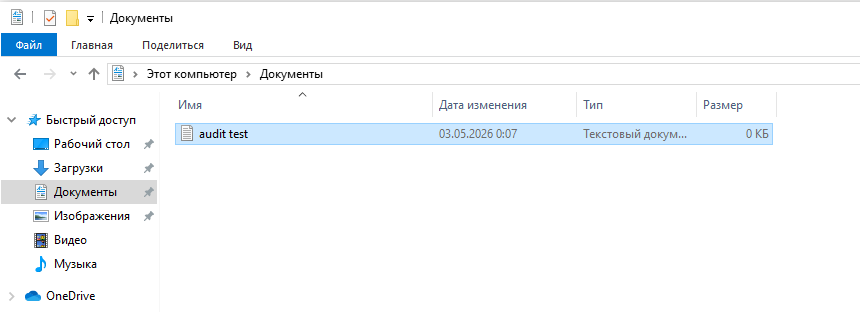 Документы
Файл Главная Поделиться Вид
Этот компьютер Документы
Имя Дата изменения Тип Размер
Быстрый доступ
audit test 03.05.2026 0:07 Текстовый докум... 0 КБ
Рабочий стол
Загрузки
Документы
Изображения
Видео
Музыка
OneDrive